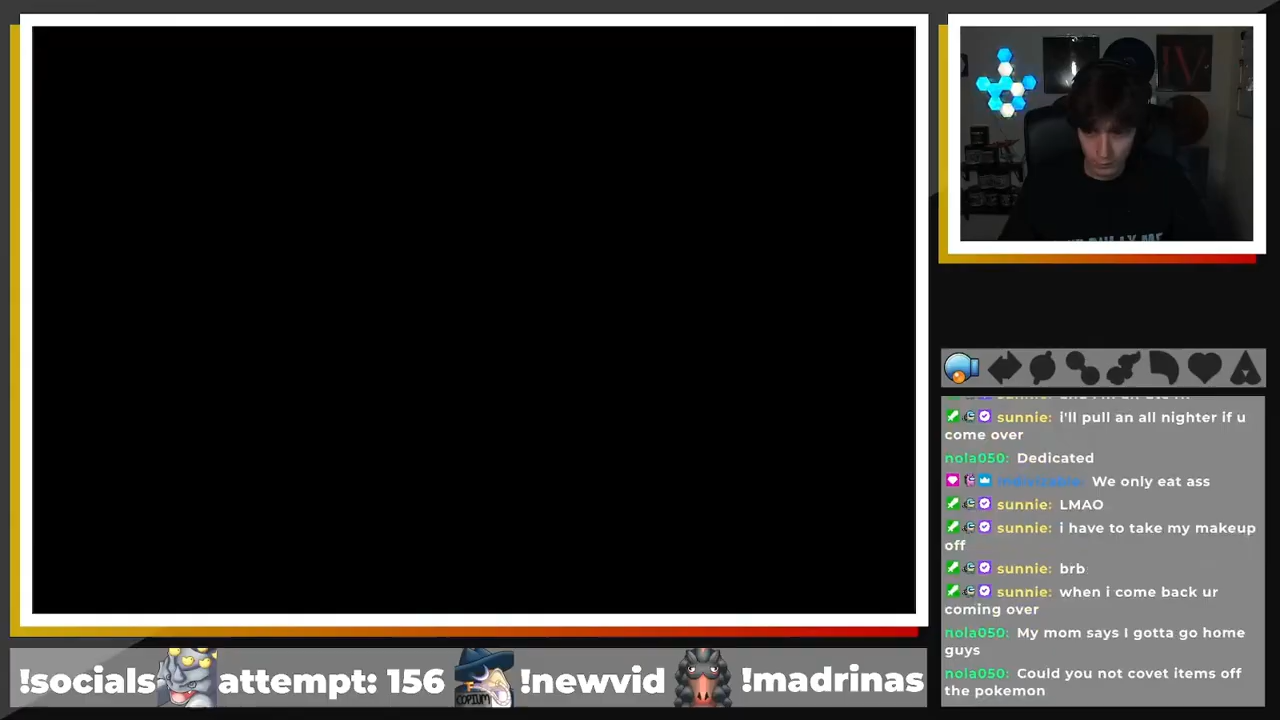 IV
!socials
attempt: 156
COPIUM
!newvid
!madrinas
sunnie: i'll pull an all nighter if u
come over
nola050: Dedicated
We only eat ass
sunnie: LMAO
sunnie: i have to take my makeup
off
sunnie: brb
sunnie: when i come back ur
coming over
nola050: My mom says I gotta go home
guys
nola050: Could you not covet items off
the pokemon